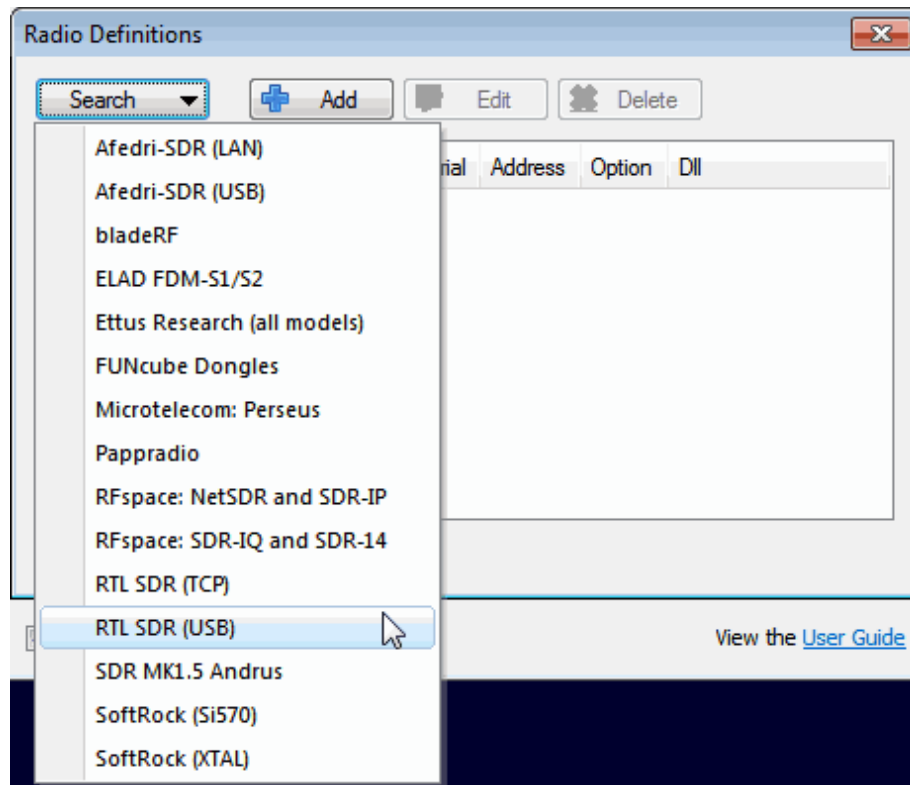 Radio Definitions
Search Add Edit Delete
Address Option Dll
Afedri-SDR (LAN)
Afedri-SDR (USB)
bladeRF
ELAD FDM-S1/S2
Ettus Research (all models)
FUNcube Dongles
Microtelecom: Perseus
Pappradio
RFspace: NetSDR and SDR-IP
RFspace: SDR-IQ and SDR-14
RTL SDR (TCP)
RTL SDR (USB)
View the User Guide
SDR MK1.5 Andrus
SoftRock (Si570)
SoftRock (XTAL)